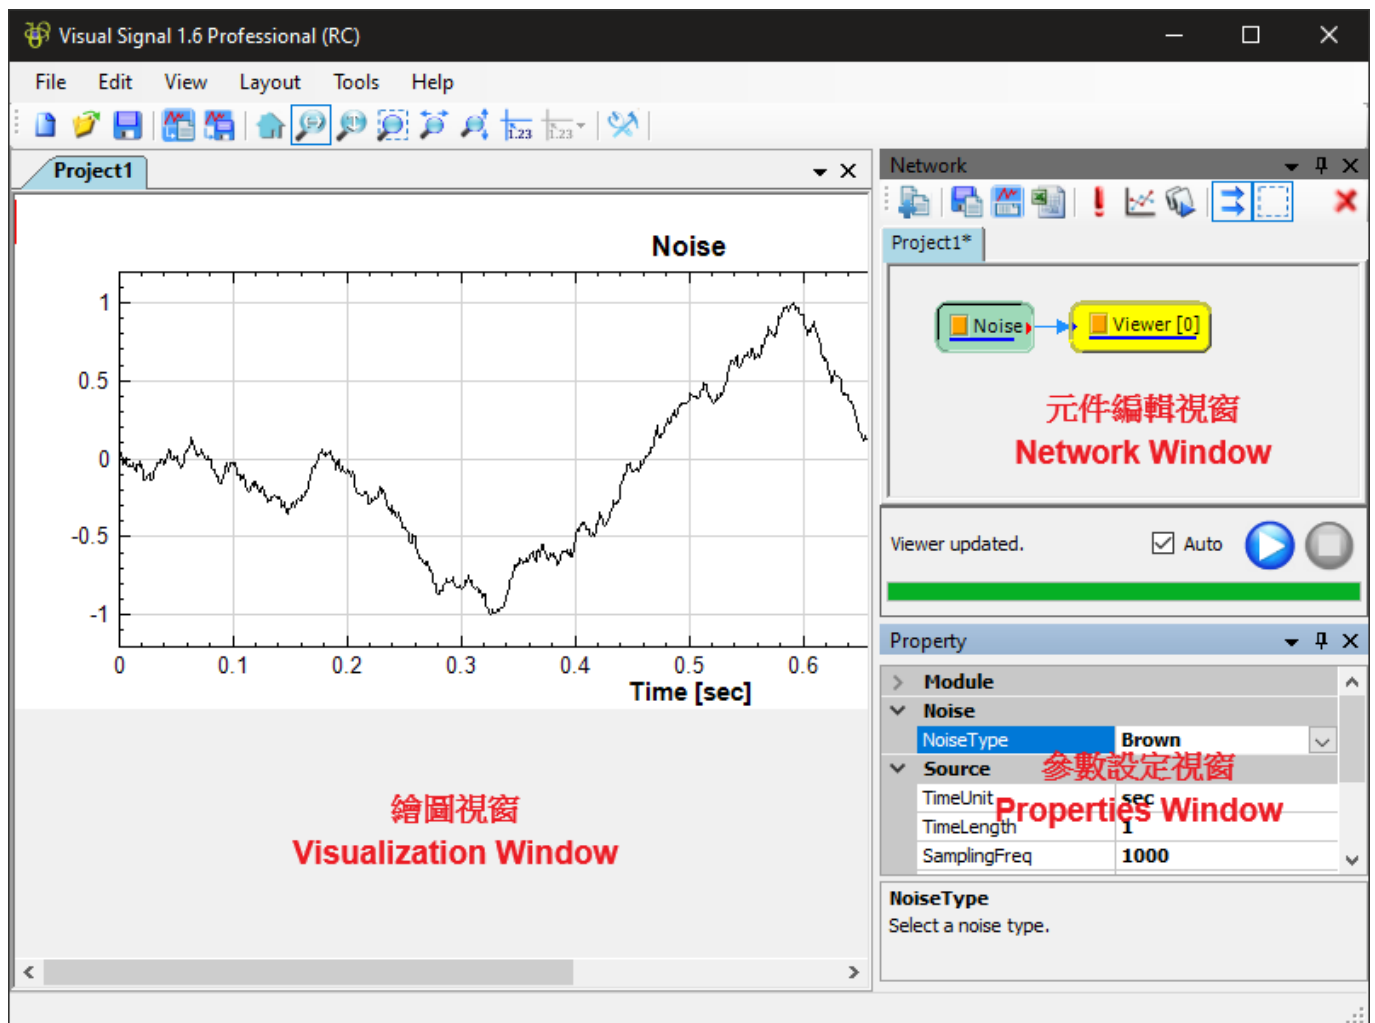 Visual Signal 1.6 Professional (RC)
File Edit View Layout Tools Help
1.23 1.23
Project1
Noise
1
0.5
0
-0.5
-1
0 0.1 0.2 0.3 0.4 0.5 0.6
Time [sec]
繪圖視窗
Visualization Window
Network
Project1*
Noise Viewer [0]
元件編輯視窗
Network Window
Viewer updated. Auto
Property
Module
Noise
NoiseType Brown
Source
參數設定視窗
TimeUnit sec
Properties Window
TimeLength 1
SamplingFreq 1000
NoiseType
Select a noise type.